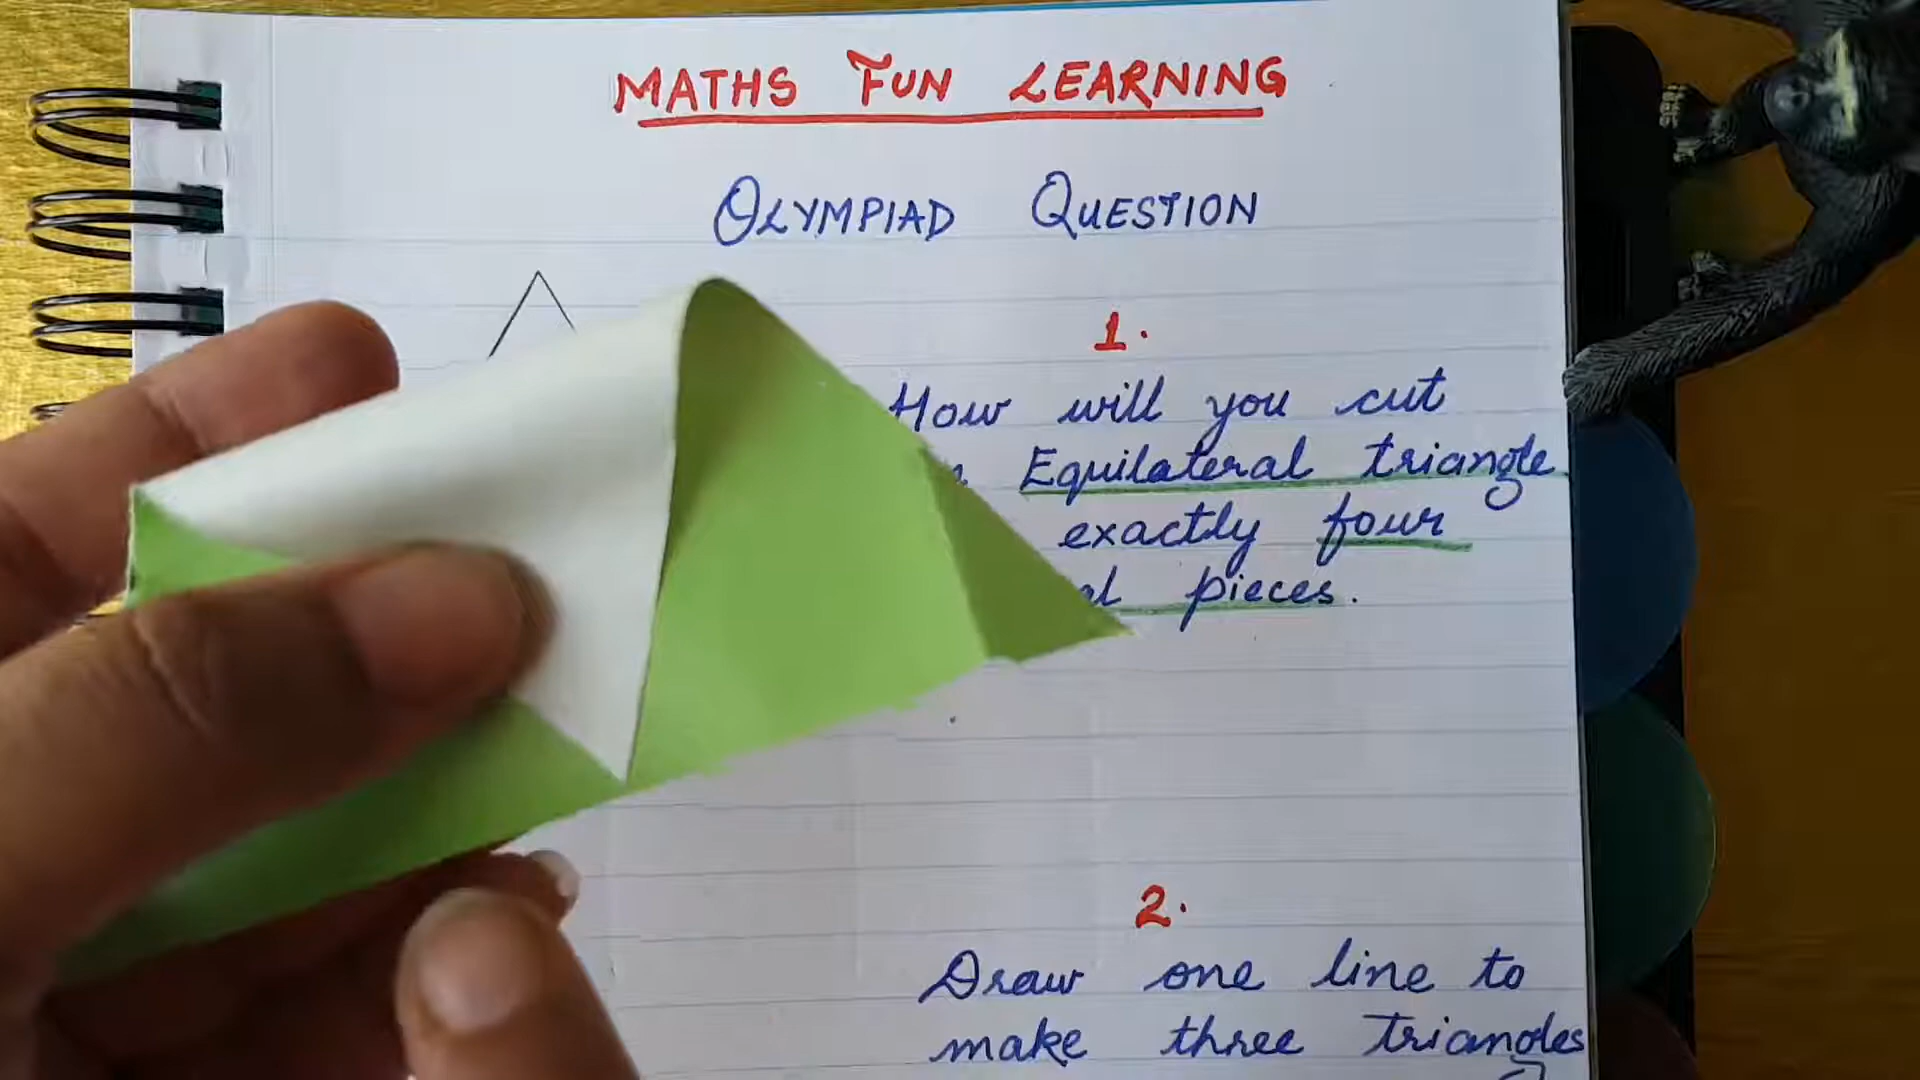 MATHS FUN LEARNING
OLYMPIAD QUESTION
1.
How will you cut
Equilateral triangle
exactly four
pieces.
2.
Draw one line to
make three triangles